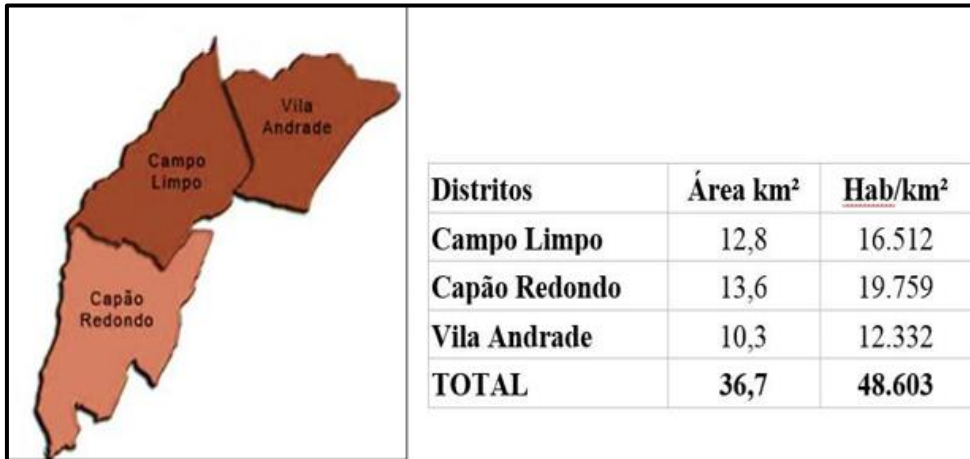 Vila
Andrade
Campo
Limpo
Capão
Redondo
Distritos Área km² Hab/km²
Campo Limpo 12,8 16.512
Capão Redondo 13,6 19.759
Vila Andrade 10,3 12.332
TOTAL 36,7 48.603